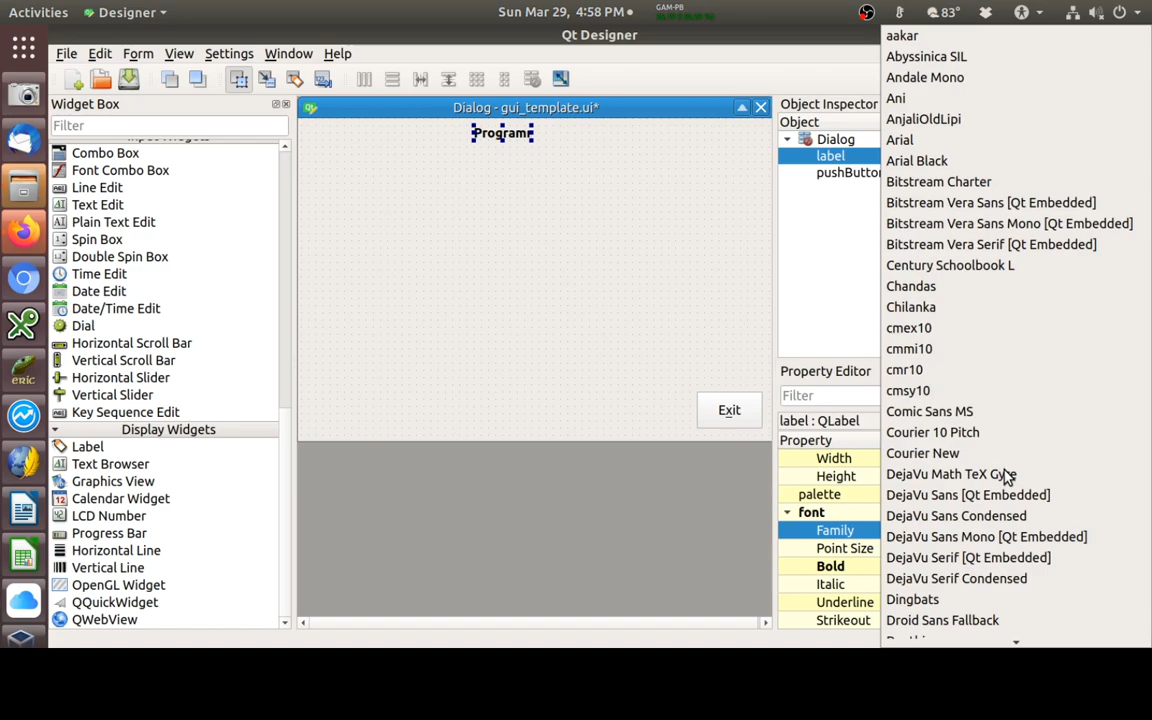 Activities
Designer
Sun Mar 29, 4:58 PM
GAM-PB
83°
Qt Designer
File Edit Form View Settings Window Help
Widget Box
Filter
Combo Box
Font Combo Box
Line Edit
Text Edit
Plain Text Edit
Spin Box
Double Spin Box
Time Edit
Date Edit
Date/Time Edit
Dial
Horizontal Scroll Bar
Vertical Scroll Bar
Horizontal Slider
Vertical Slider
Key Sequence Edit
Display Widgets
Label
Text Browser
Graphics View
Calendar Widget
LCD Number
Progress Bar
Horizontal Line
Vertical Line
OpenGL Widget
QQuickWidget
QWebView
eric
Dialog - gui_template.ui*
Program
Exit
Object Inspector
Object
Dialog
label
pushButton
Property Editor
Filter
label : QLabel
Property
Width
Height
palette
font
Family
Point Size
Bold
Italic
Underline
Strikeout
aakar
Abyssinica SIL
Andale Mono
Ani
AnjaliOldLipi
Arial
Arial Black
Bitstream Charter
Bitstream Vera Sans [Qt Embedded]
Bitstream Vera Sans Mono [Qt Embedded]
Bitstream Vera Serif [Qt Embedded]
Century Schoolbook L
Chandas
Chilanka
cmex10
cmmi10
cmr10
cmsy10
Comic Sans MS
Courier 10 Pitch
Courier New
DejaVu Math TeX Gyre
DejaVu Sans [Qt Embedded]
DejaVu Sans Condensed
DejaVu Sans Mono [Qt Embedded]
DejaVu Serif [Qt Embedded]
DejaVu Serif Condensed
Dingbats
Droid Sans Fallback